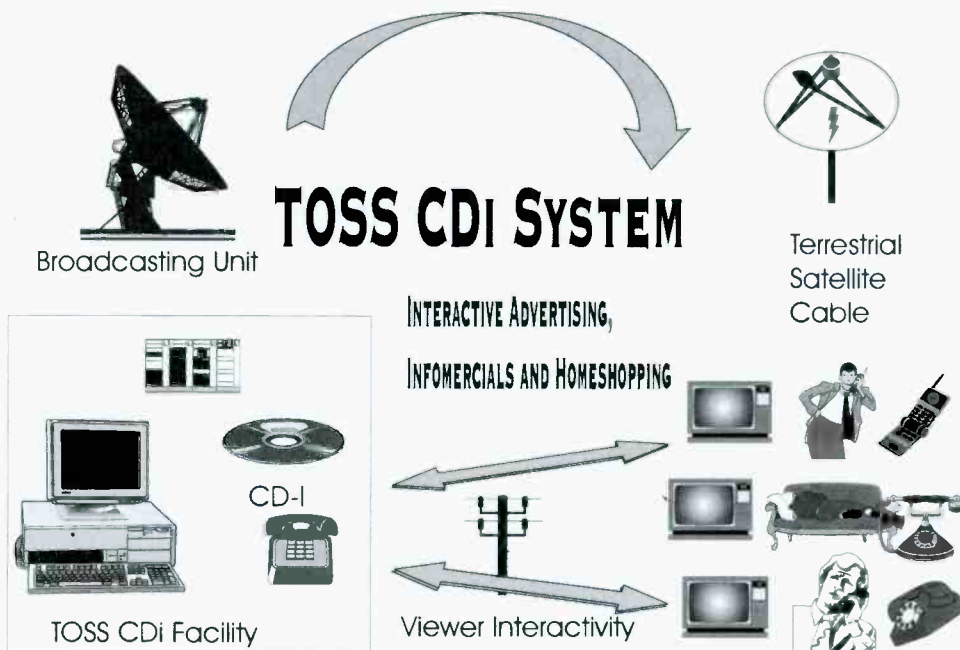 TOSS CDi SYSTEM
Broadcasting Unit
Terrestrial
Satellite
Cable
INTERACTIVE ADVERTISING,
INFOMERCIALS AND HOMESHOPPING
CD-I
TOSS CDi Facility
Viewer Interactivity